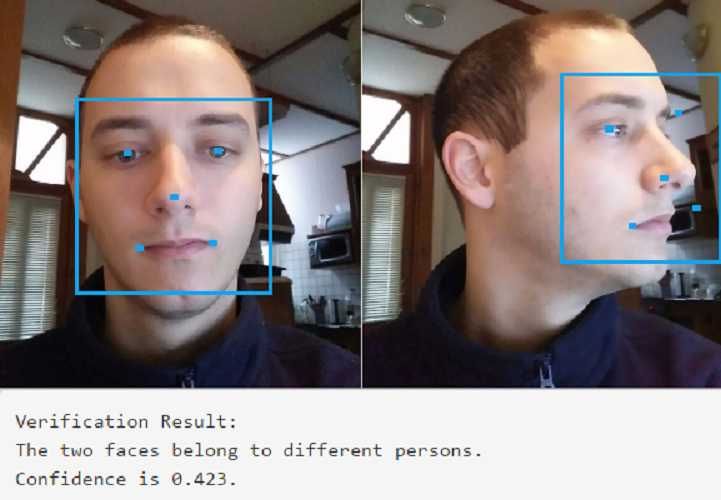 Verification Result:
The two faces belong to different persons.
Confidence is 0.423.